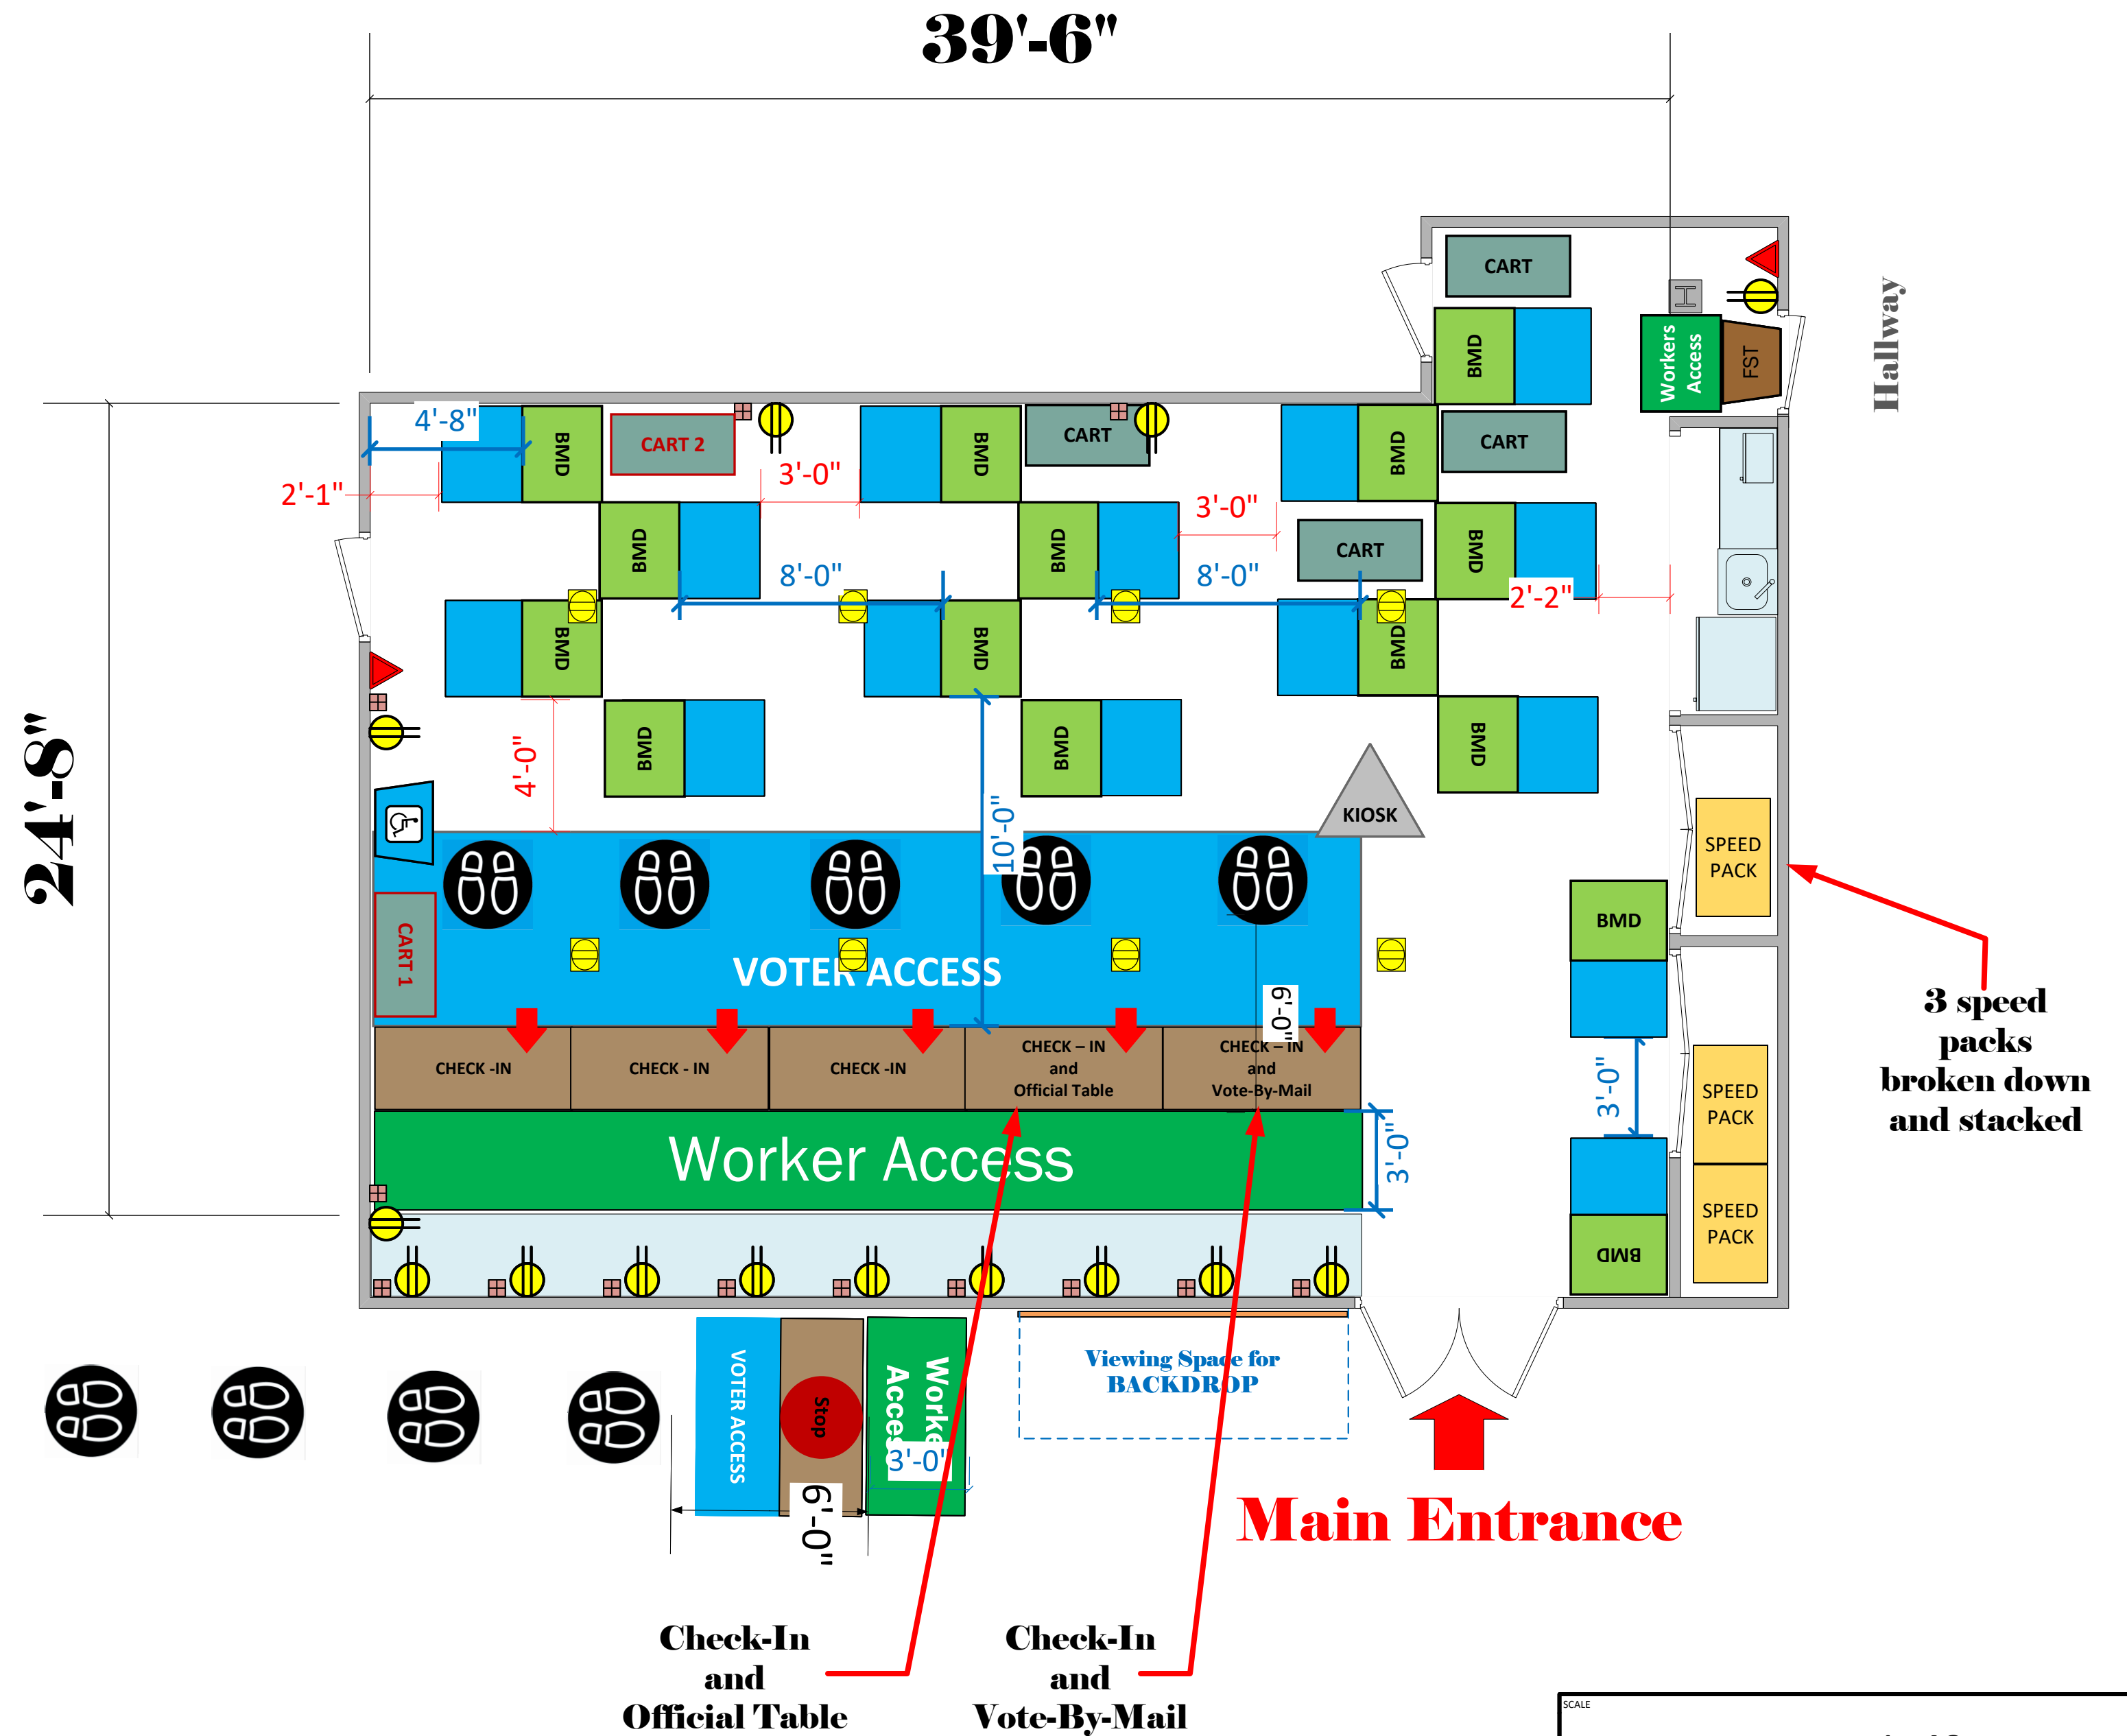 39'-6"
24'-8"
Hallway
CART
BMD
Workers
Access
FST
4'-8"
BMD
CART 2
BMD
CART
BMD
CART
2'-1"
3'-0"
3'-0"
BMD
BMD
CART
BMD
8'-0"
8'-0"
2'-2"
BMD
BMD
BMD
4'-0"
BMD
BMD
BMD
10'-0"
KIOSK
SPEED
PACK
BMD
CART 1
VOTER ACCESS
6'-0"
3'-0"
3 speed
packs
broken down
and stacked
CHECK -IN
CHECK - IN
CHECK -IN
CHECK – IN
and
Official Table
CHECK – IN
and
Vote-By-Mail
SPEED
PACK
Worker Access
3'-0"
SPEED
PACK
BMD
VOTER ACCESS
Stop
Worke
Access
3'-0"
6'-0"
Viewing Space for
BACKDROP
Main Entrance
Check-In
and
Official Table
Check-In
and
Vote-By-Mail
SCALE